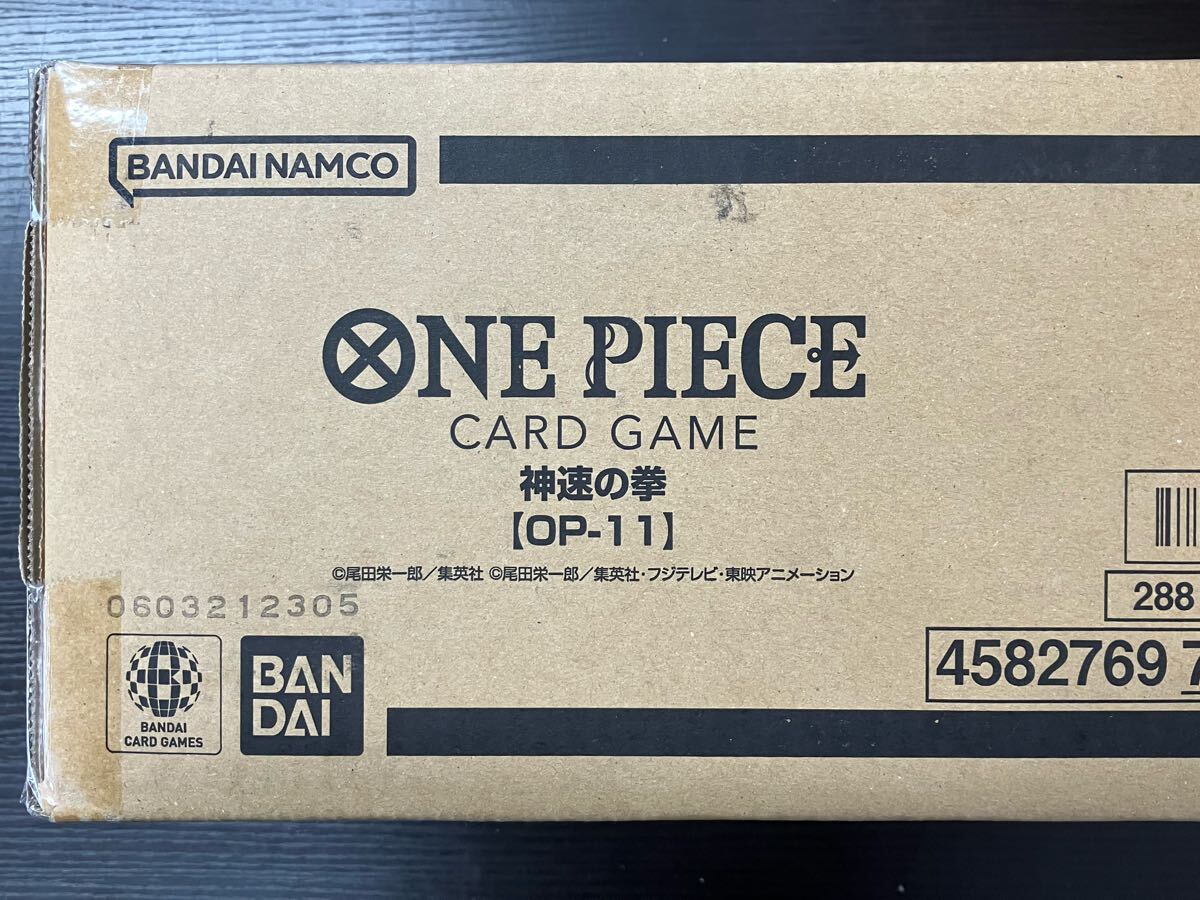 BANDAI NAMCO
ONE PIECE
CARD GAME
神速の拳
【OP-11】
©尾田栄一郎／集英社 ©尾田栄一郎／集英社・フジテレビ・東映アニメーション
0603212305
288
4582769 7
BANDAI
CARD GAMES
BAN
DAI